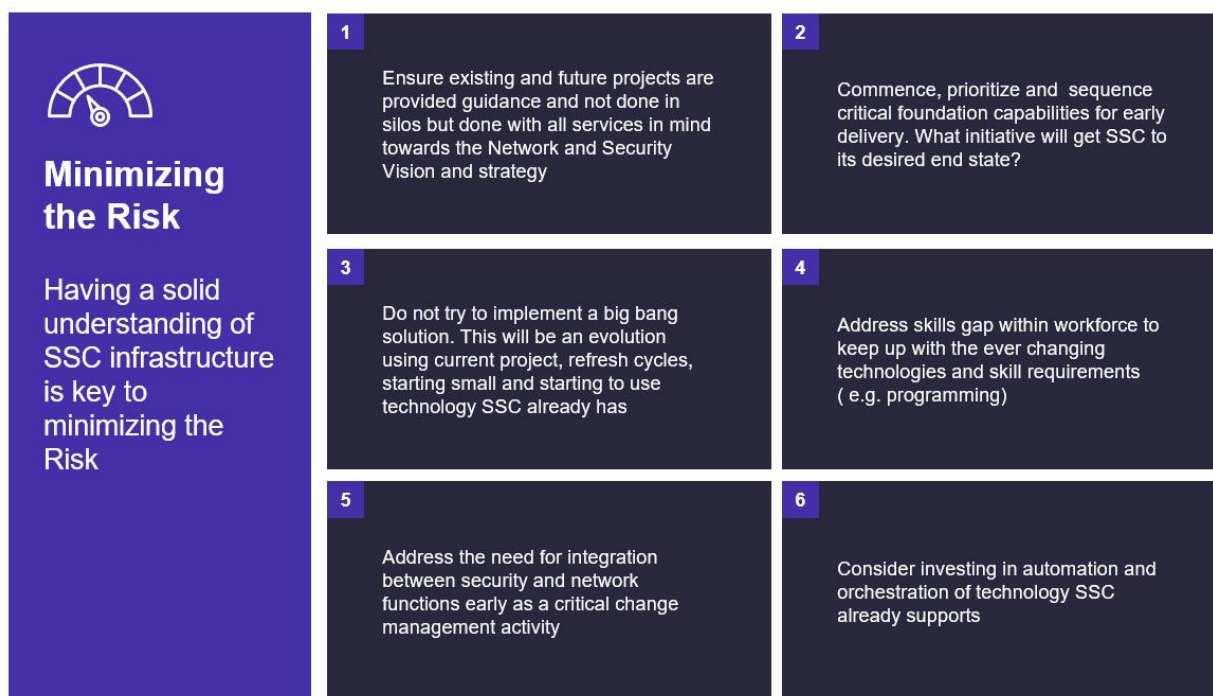 Minimizing
the Risk
Having a solid
understanding of
SSC infrastructure
is key to
minimizing the
Risk
1
Ensure existing and future projects are
provided guidance and not done in
silos but done with all services in mind
towards the Network and Security
Vision and strategy
2
Commence, prioritize and  sequence
critical foundation capabilities for early
delivery. What initiative will get SSC to
its desired end state?
3
Do not try to implement a big bang
solution. This will be an evolution
using current project, refresh cycles,
starting small and starting to use
technology SSC already has
4
Address skills gap within workforce to
keep up with the ever changing
technologies and skill requirements
( e.g. programming)
5
Address the need for integration
between security and network
functions early as a critical change
management activity
6
Consider investing in automation and
orchestration of technology SSC
already supports